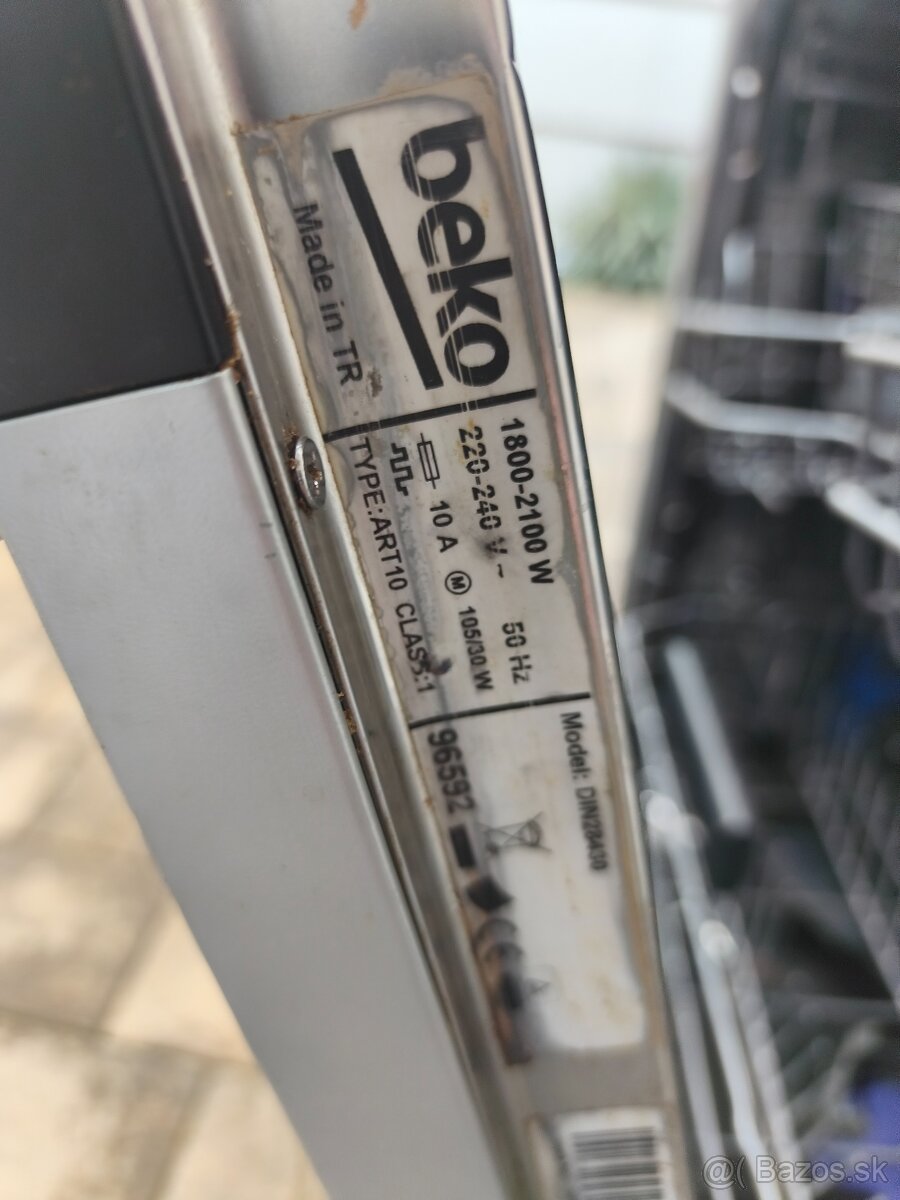 beko
Made in TR
1800-2100 W
220-240 V ~ 50 Hz
10 A M 105/30 W
TYPE:ART10 CLASS:1
Model: DIN28430
96592
@( Bazos.sk